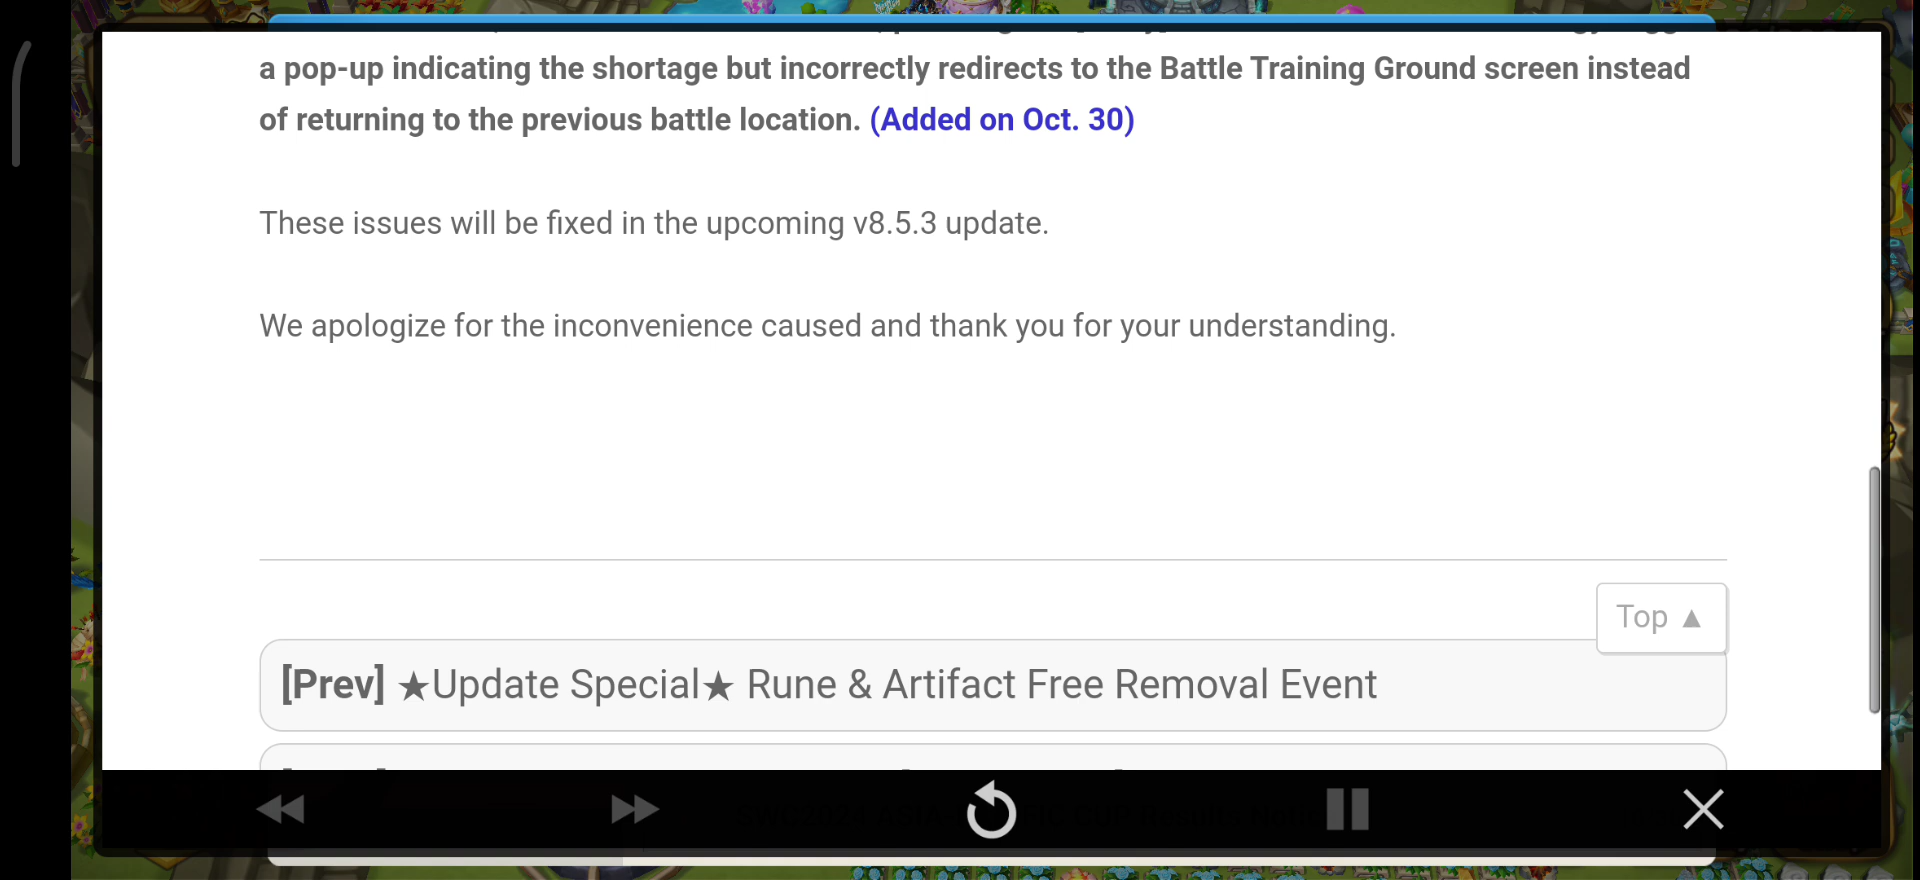 a pop-up indicating the shortage but incorrectly redirects to the Battle Training Ground screen instead
of returning to the previous battle location. (Added on Oct. 30)
These issues will be fixed in the upcoming v8.5.3 update.
We apologize for the inconvenience caused and thank you for your understanding.
Top ▲
[Prev] ★Update Special★ Rune & Artifact Free Removal Event